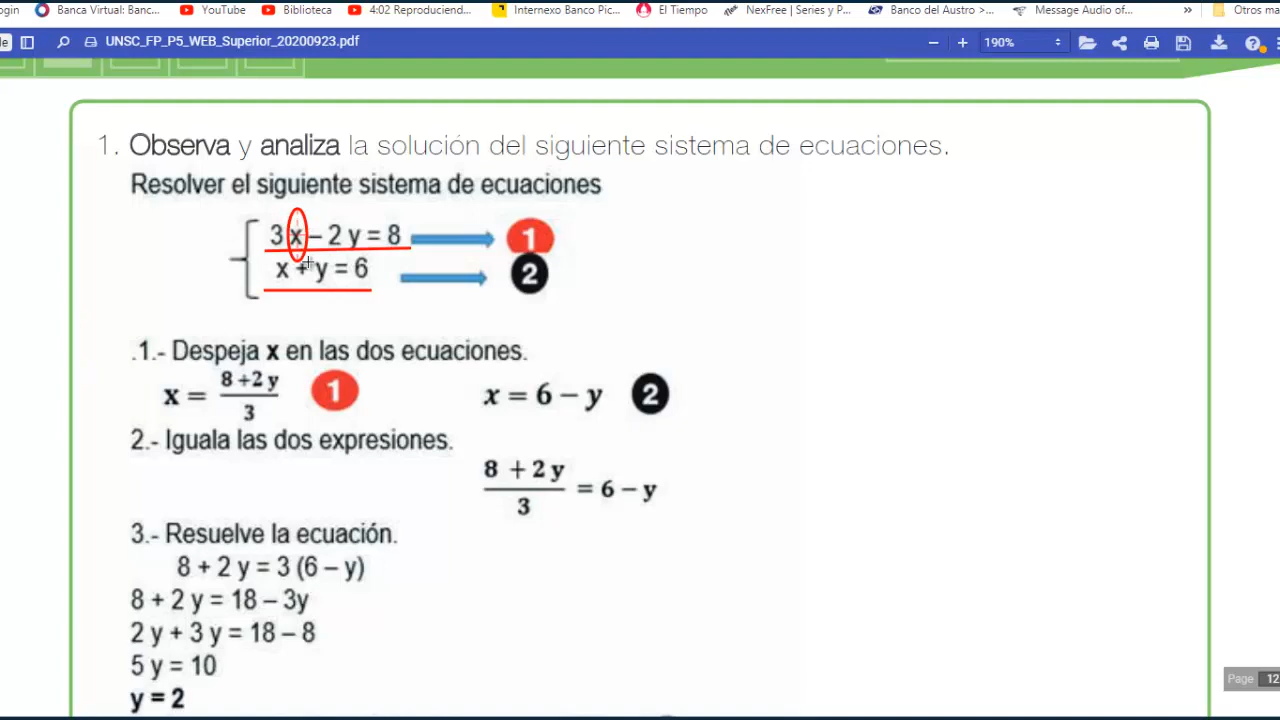 ogin Banca Virtual: Banc... YouTube Biblioteca 4:02 Reproduciend... Internexo Banco Pic... El Tiempo NexFree | Series y P... Banco del Austro >... Message Audio of... » Otros ma
le UNSC_FP_P5_WEB_Superior_20200923.pdf 190%
1. Observa y analiza la solución del siguiente sistema de ecuaciones.
Resolver el siguiente sistema de ecuaciones
3 x – 2 y = 8 1
x + y = 6 2
.1.- Despeja x en las dos ecuaciones.
x = (8 +2 y)/3 1 x = 6 – y 2
2.- Iguala las dos expresiones.
(8 + 2 y)/3 = 6 – y
3.- Resuelve la ecuación.
8 + 2 y = 3 (6 – y)
8 + 2 y = 18 – 3y
2 y + 3 y = 18 – 8
5 y = 10
y = 2
Page 12